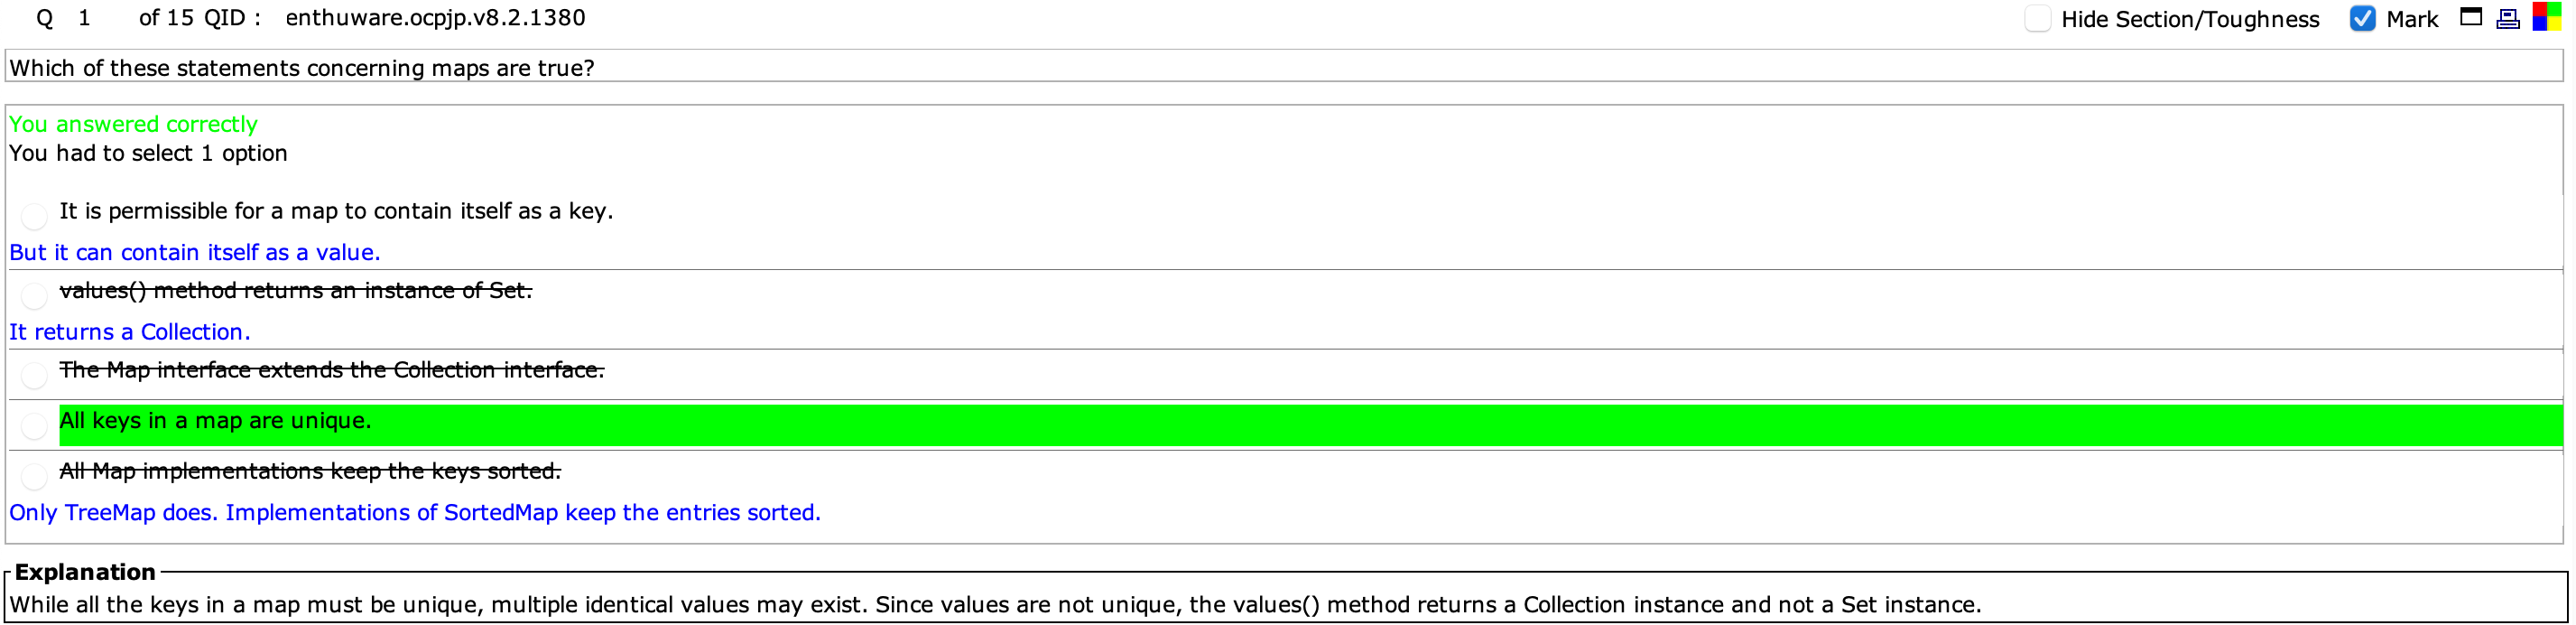 Q 1 of 15 QID : enthuware.ocpjp.v8.2.1380 Hide Section/Toughness Mark
Which of these statements concerning maps are true?
You answered correctly
You had to select 1 option
It is permissible for a map to contain itself as a key.
But it can contain itself as a value.
values() method returns an instance of Set.
It returns a Collection.
The Map interface extends the Collection interface.
All keys in a map are unique.
All Map implementations keep the keys sorted.
Only TreeMap does. Implementations of SortedMap keep the entries sorted.
Explanation
While all the keys in a map must be unique, multiple identical values may exist. Since values are not unique, the values() method returns a Collection instance and not a Set instance.